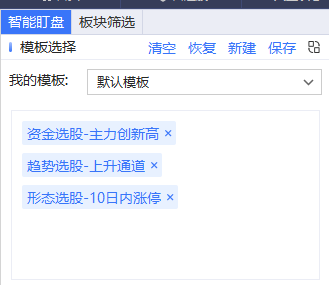 智能盯盘 板块筛选
模板选择 清空 恢复 新建 保存
我的模板: 默认模板
资金选股-主力创新高 ×
趋势选股-上升通道 ×
形态选股-10日内涨停 ×